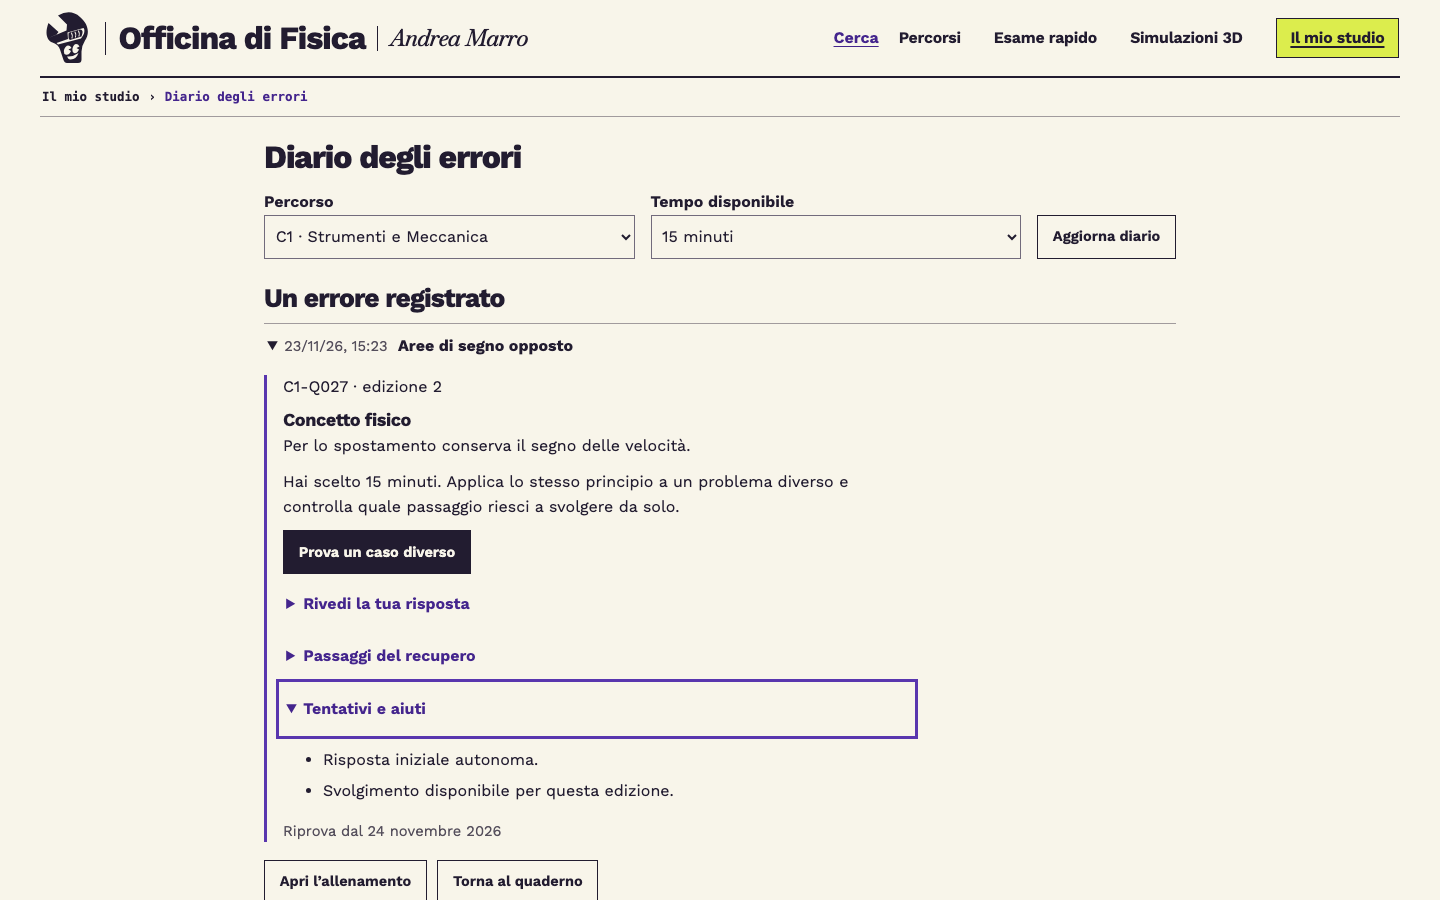 Officina di Fisica Andrea Marro
Cerca Percorsi Esame rapido Simulazioni 3D Il mio studio
Il mio studio › Diario degli errori
Diario degli errori
Percorso Tempo disponibile
C1 · Strumenti e Meccanica 15 minuti Aggiorna diario
Un errore registrato
23/11/26, 15:23 Aree di segno opposto
C1-Q027 · edizione 2
Concetto fisico
Per lo spostamento conserva il segno delle velocità.
Hai scelto 15 minuti. Applica lo stesso principio a un problema diverso e
controlla quale passaggio riesci a svolgere da solo.
Prova un caso diverso
Rivedi la tua risposta
Passaggi del recupero
Tentativi e aiuti
Risposta iniziale autonoma.
Svolgimento disponibile per questa edizione.
Riprova dal 24 novembre 2026
Apri l’allenamento Torna al quaderno